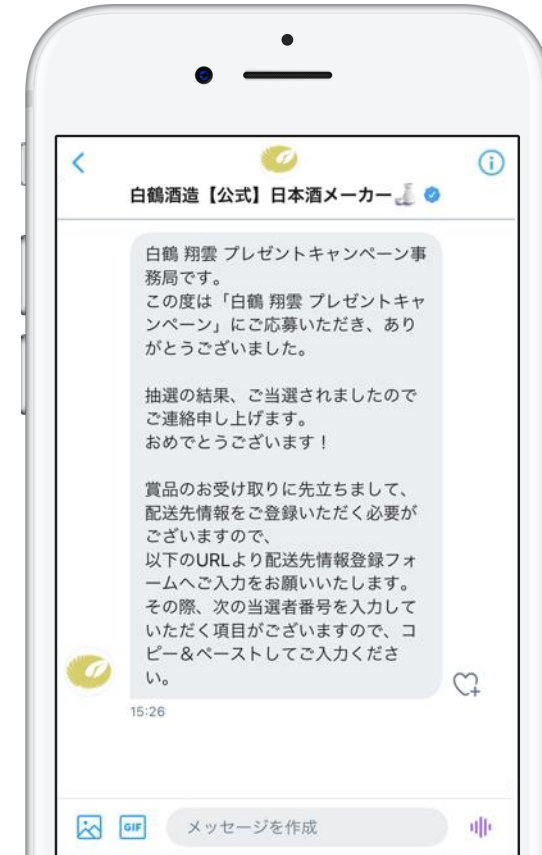 白鶴酒造【公式】日本酒メーカー🍶
白鶴 翔雲 プレゼントキャンペーン事
務局です。
この度は「白鶴 翔雲 プレゼントキャ
ンペーン」にご応募いただき、あり
がとうございました。
抽選の結果、ご当選されましたので
ご連絡申し上げます。
おめでとうございます！
賞品のお受け取りに先立ちまして、
配送先情報をご登録いただく必要が
ございますので、
以下のURLより配送先情報登録フォ
ームへご入力をお願いいたします。
その際、次の当選者番号を入力して
いただく項目がございますので、コ
ピー＆ペーストしてご入力くださ
い。
15:26
GIF
メッセージを作成